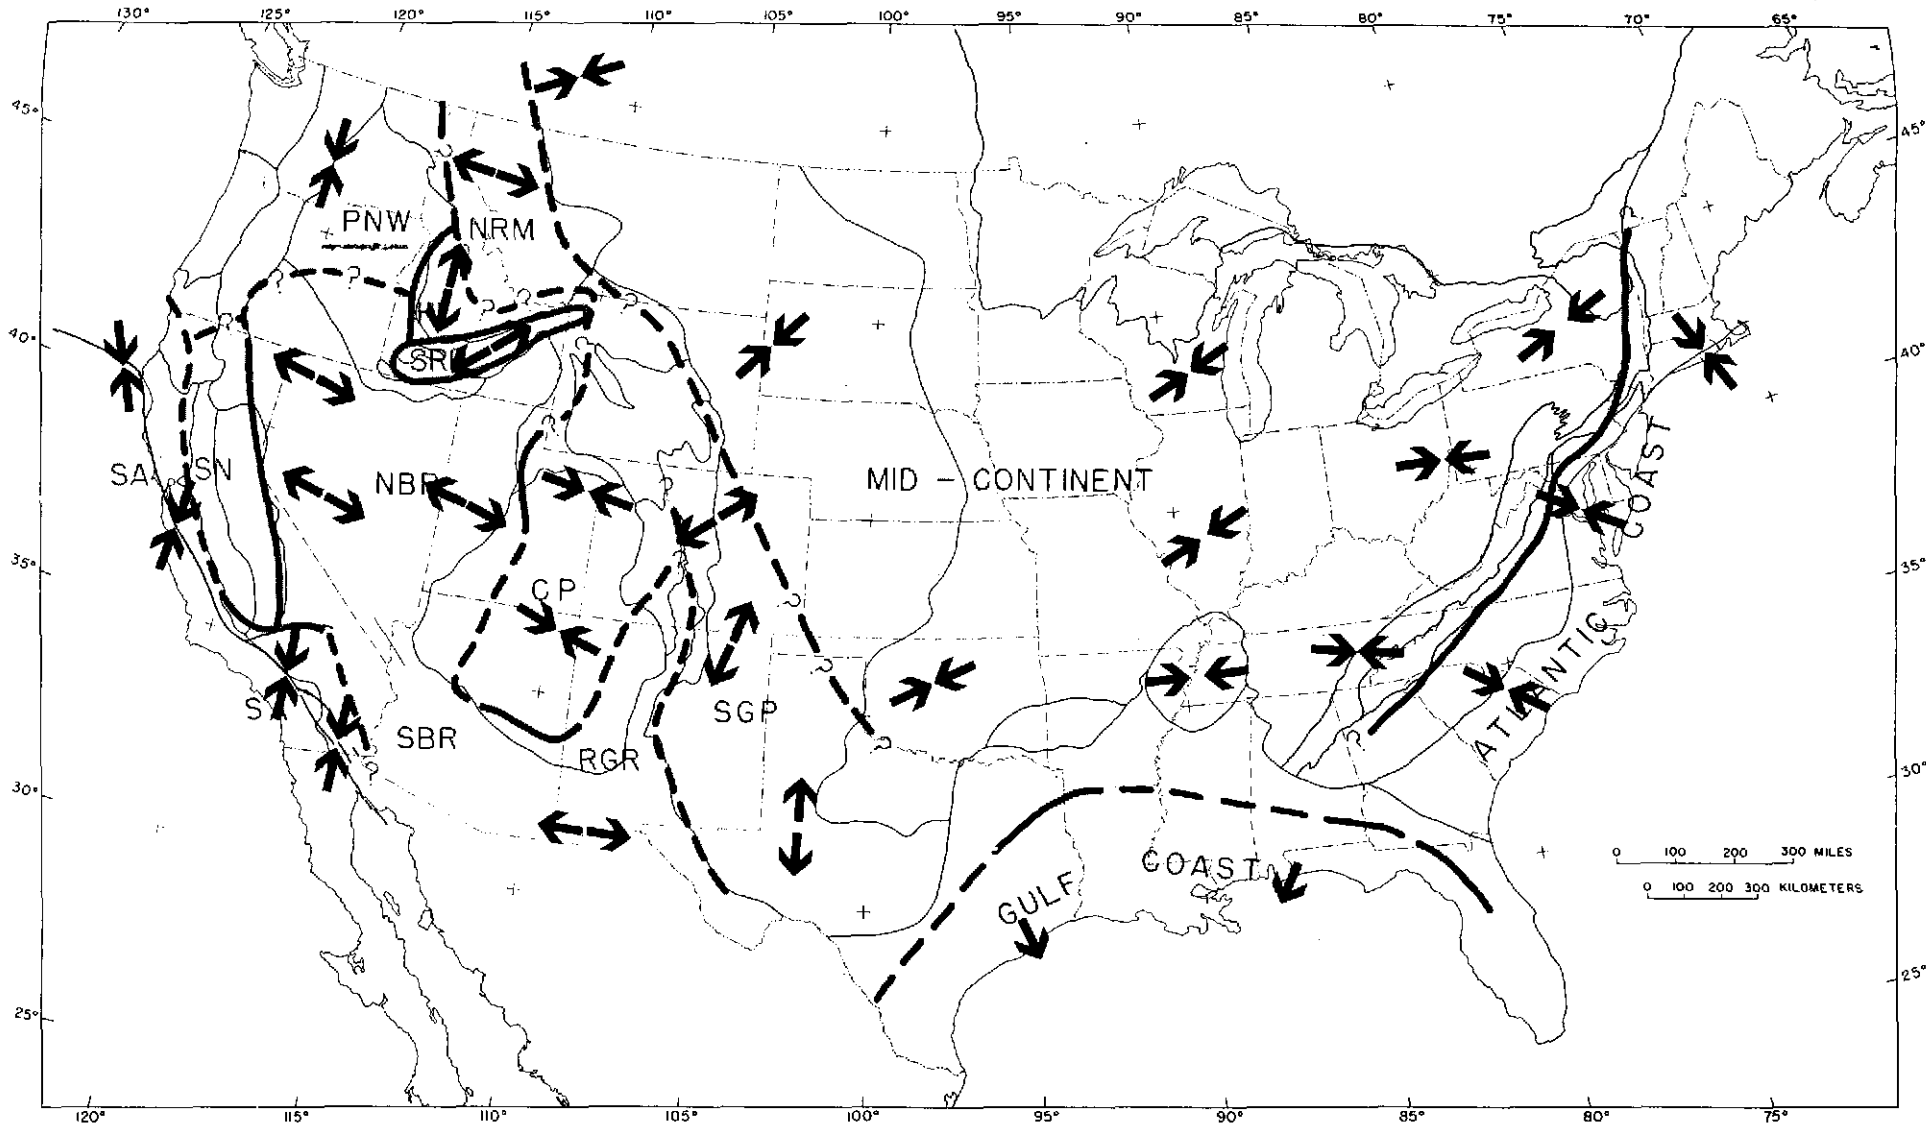 130° 125° 120° 115° 110° 105° 100° 95° 90° 85° 80° 75° 70° 65°
45° 45°
PNW NRM
? ? ? ? ? ? ? ? ?
40° 40°
SRP
SA SN NBR MID – CONTINENT
COAST
35° 35°
CP
ATLANTIC
SA SBR RGR SGP
30° 30°
0 100 200 300 MILES
0 100 200 300 KILOMETERS
GULF COAST
25° 25°
120° 115° 110° 105° 100° 95° 90° 85° 80° 75°